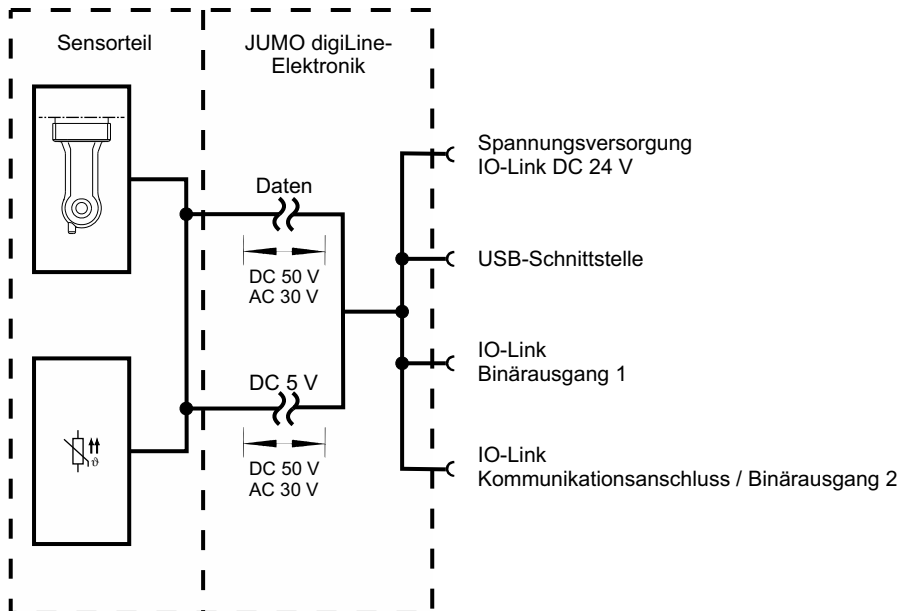 Sensorteil
JUMO digiLine-
Elektronik
Spannungsversorgung
IO-Link DC 24 V
Daten
DC 50 V
AC 30 V
USB-Schnittstelle
IO-Link
Binärausgang 1
DC 5 V
DC 50 V
AC 30 V
IO-Link
Kommunikationsanschluss / Binärausgang 2
ϑ